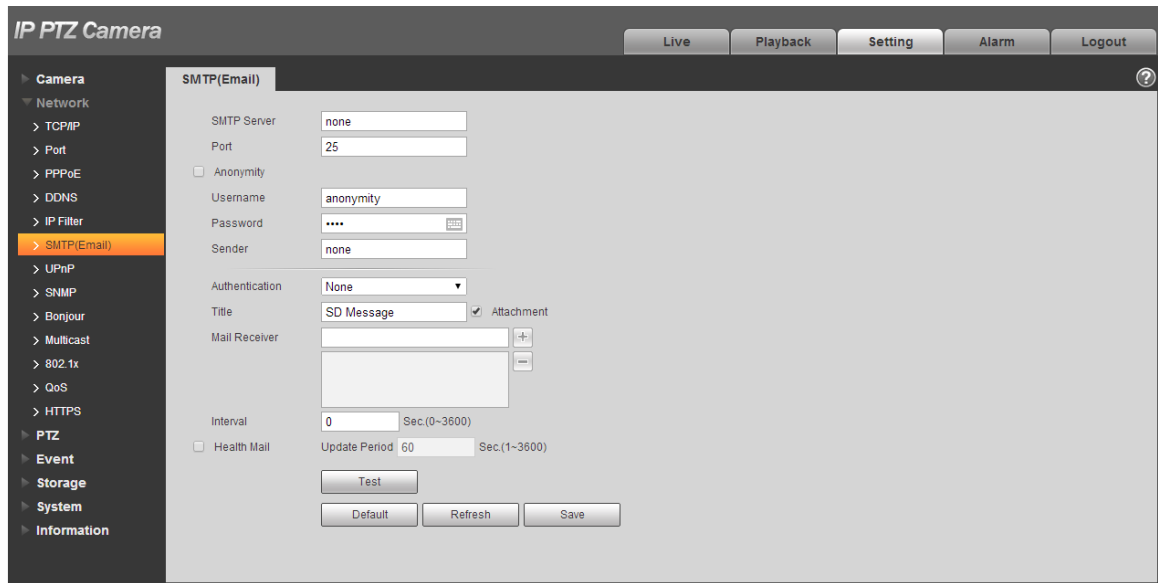 IP PTZ Camera
Live Playback Setting Alarm Logout
Camera
Network
> TCP/IP
> Port
> PPPoE
> DDNS
> IP Filter
> SMTP(Email)
> UPnP
> SNMP
> Bonjour
> Multicast
> 802.1x
> QoS
> HTTPS
PTZ
Event
Storage
System
Information
SMTP(Email) ?
SMTP Server none
Port 25
Anonymity
Username anonymity
Password ••••
Sender none
Authentication None
Title SD Message Attachment
Mail Receiver +
−
Interval 0 Sec.(0~3600)
Health Mail Update Period 60 Sec.(1~3600)
Test
Default Refresh Save